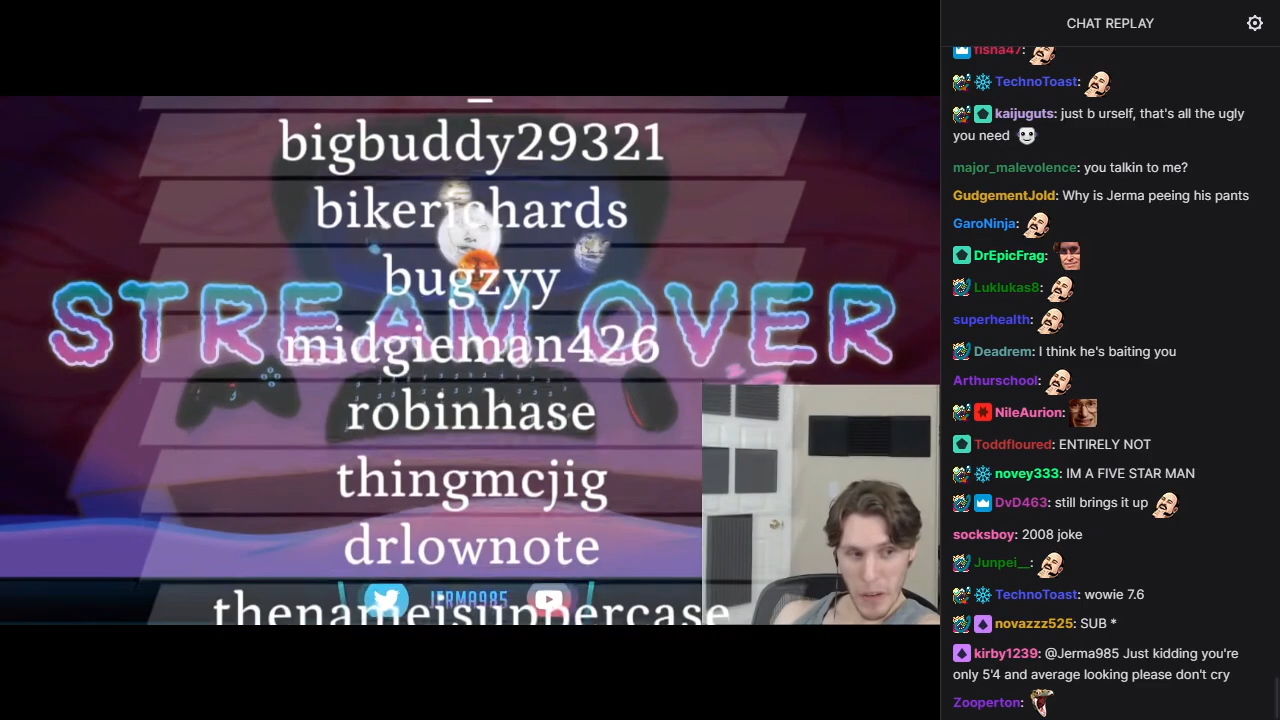 bigbuddy29321
bikerichards
bugzyy
STREAM OVER
midgieman426
robinhase
thingmcjig
drlownote
JERMA985
thenameisuppercase
CHAT REPLAY
fisha47:
TechnoToast:
kaijuguts: just b urself, that's all the ugly
you need
major_malevolence: you talkin to me?
GudgementJold: Why is Jerma peeing his pants
GaroNinja:
DrEpicFrag:
Luklukas8:
superhealth:
Deadrem: I think he's baiting you
Arthurschool:
NileAurion:
Toddfloured: ENTIRELY NOT
novey333: IM A FIVE STAR MAN
DvD463: still brings it up
socksboy: 2008 joke
Junpei__:
TechnoToast: wowie 7.6
novazzz525: SUB *
kirby1239: @Jerma985 Just kidding you're
only 5'4 and average looking please don't cry
Zooperton: